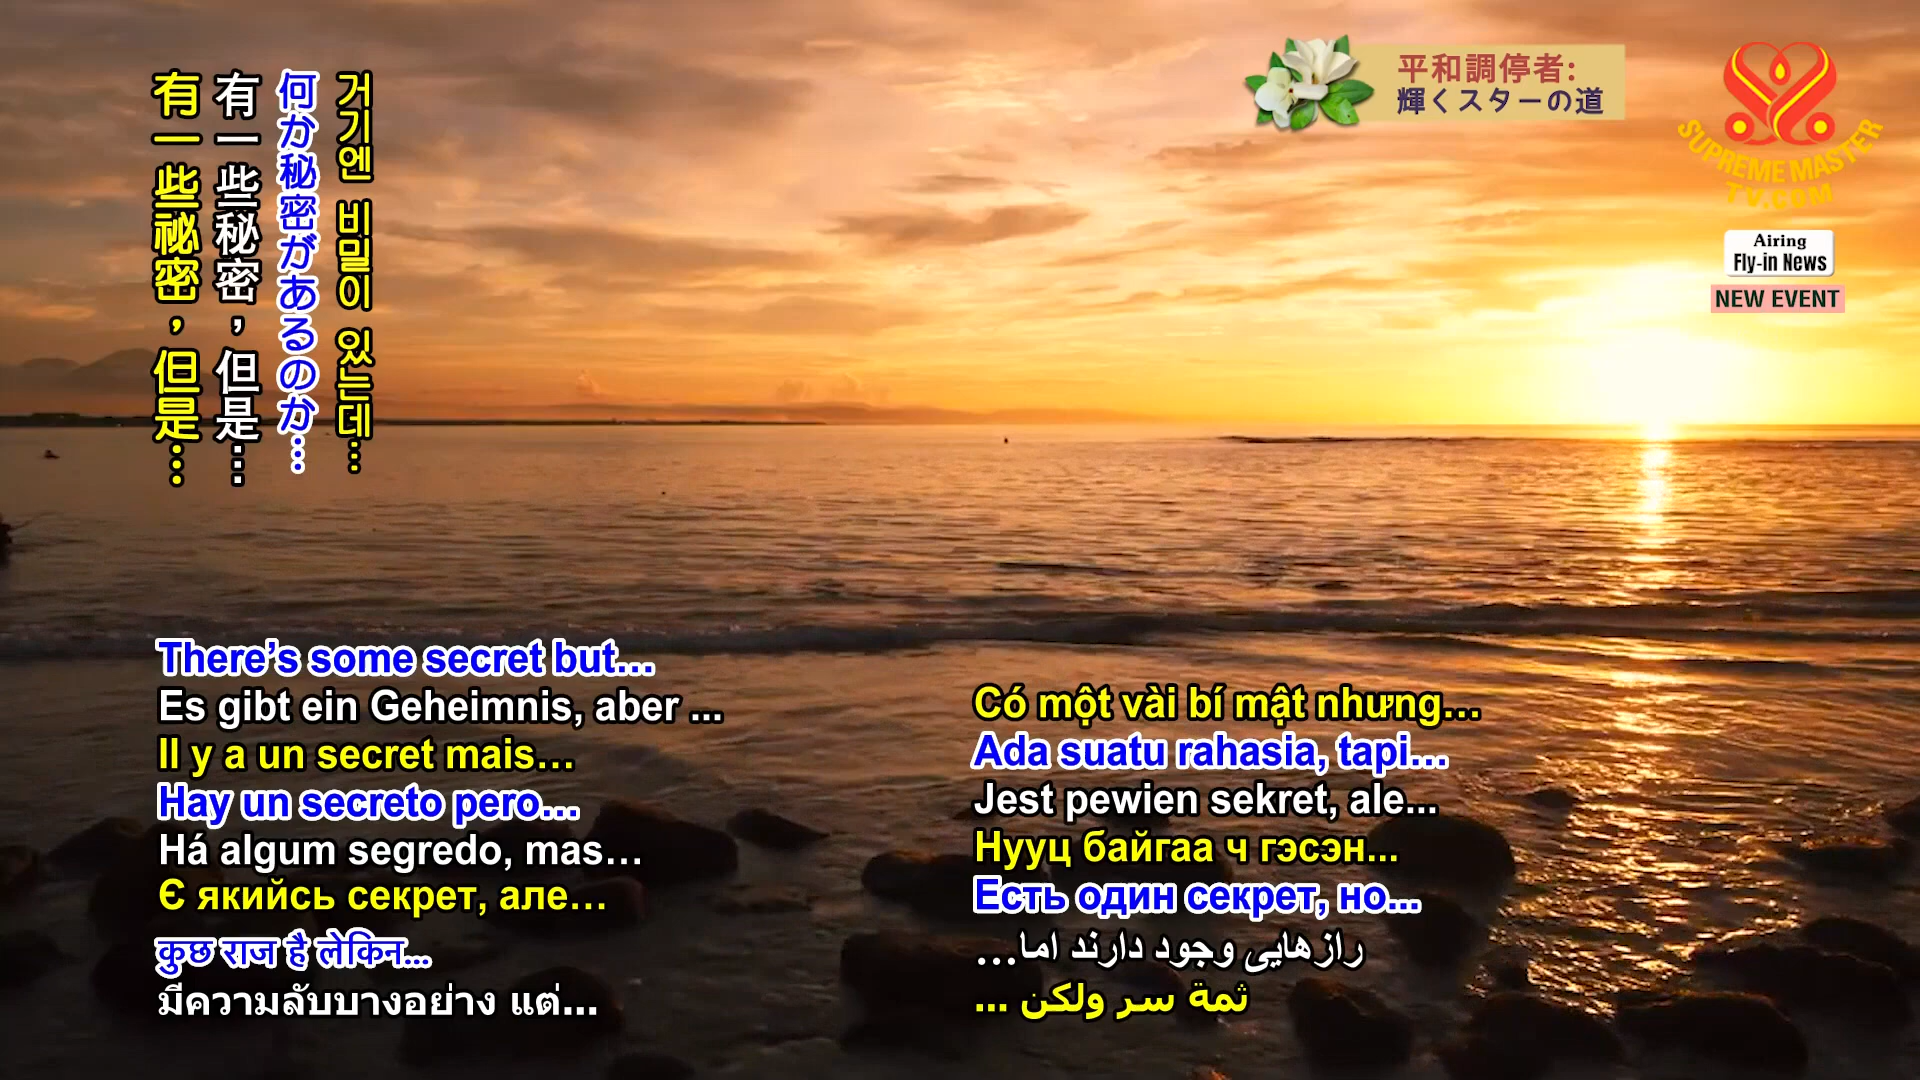 有一些祕密，但是…
有一些秘密，但是…
何か秘密があるのか…
거기엔 비밀이 있는데…
平和調停者:
輝くスターの道
SUPREME MASTER
TV.COM
Airing
Fly-in News
NEW EVENT
There’s some secret but…
Es gibt ein Geheimnis, aber ...
Il y a un secret mais…
Hay un secreto pero…
Há algum segredo, mas…
Є якийсь секрет, але…
कुछ राज है लेकिन...
มีความลับบางอย่าง แต่...
Có một vài bí mật nhưng…
Ada suatu rahasia, tapi…
Jest pewien sekret, ale...
Нууц байгаа ч гэсэн...
Есть один секрет, но...
رازهایی وجود دارند اما…
ثمة سر ولكن ...